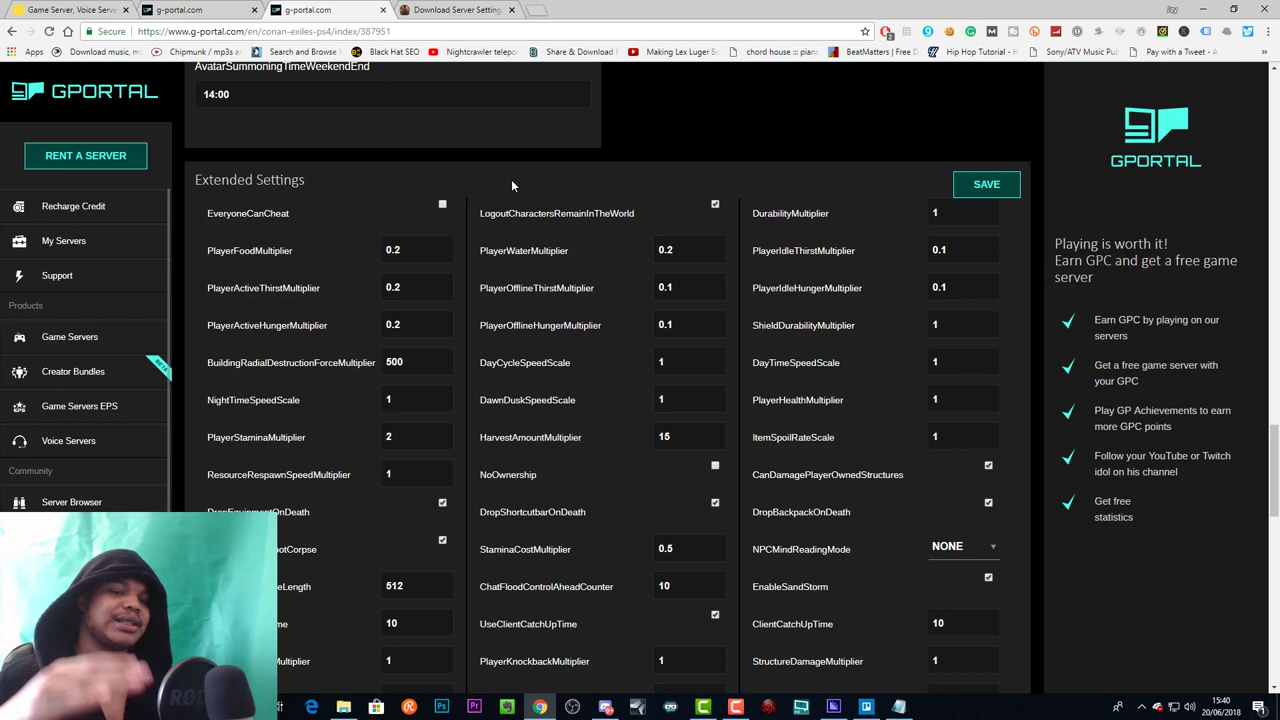 Game Server, Voice Serve
g-portal.com
g-portal.com
Download Server Setting
Secure
https://www.g-portal.com/en/conan-exiles-ps4/index/387951
Apps
Download music, m
Chipmunk / mp3 a
Search and Browse
Black Hat SEO
Nightcrawler telepor
Share & Download
Making Lex Luger
chord house ::: pian
BeatMatters | Free D
Hip Hop Tutorial - H
Sony/ATV Music Pub
Pay with a Tweet - A
GPORTAL
RENT A SERVER
Recharge Credit
My Servers
Support
Products
Game Servers
Creator Bundles
BETA
Game Servers EPS
Voice Servers
Community
Server Browser
AvatarSummoningTimeWeekendEnd
14:00
Extended Settings
SAVE
EveryoneCanCheat
LogoutCharactersRemainInTheWorld
DurabilityMultiplier 1
PlayerFoodMultiplier 0.2
PlayerWaterMultiplier 0.2
PlayerIdleThirstMultiplier 0.1
PlayerActiveThirstMultiplier 0.2
PlayerOfflineThirstMultiplier 0.1
PlayerIdleHungerMultiplier 0.1
PlayerActiveHungerMultiplier 0.2
PlayerOfflineHungerMultiplier 0.1
ShieldDurabilityMultiplier 1
BuildingRadialDestructionForceMultiplier 500
DayCycleSpeedScale 1
DayTimeSpeedScale 1
NightTimeSpeedScale 1
DawnDuskSpeedScale 1
PlayerHealthMultiplier 1
PlayerStaminaMultiplier 2
HarvestAmountMultiplier 15
ItemSpoilRateScale 1
ResourceRespawnSpeedMultiplier 1
NoOwnership
CanDamagePlayerOwnedStructures
DropEquipmentOnDeath
DropShortcutbarOnDeath
DropBackpackOnDeath
otCorpse
StaminaCostMultiplier 0.5
NPCMindReadingMode NONE
eLength 512
ChatFloodControlAheadCounter 10
EnableSandStorm
me 10
UseClientCatchUpTime
ClientCatchUpTime 10
Multiplier 1
PlayerKnockbackMultiplier 1
StructureDamageMultiplier 1
GPORTAL
Playing is worth it!
Earn GPC and get a free game
server
Earn GPC by playing on our
servers
Get a free game server with
your GPC
Play GP Achievements to earn
more GPC points
Follow your YouTube or Twitch
idol on his channel
Get free
statistics
15:40
20/06/2018